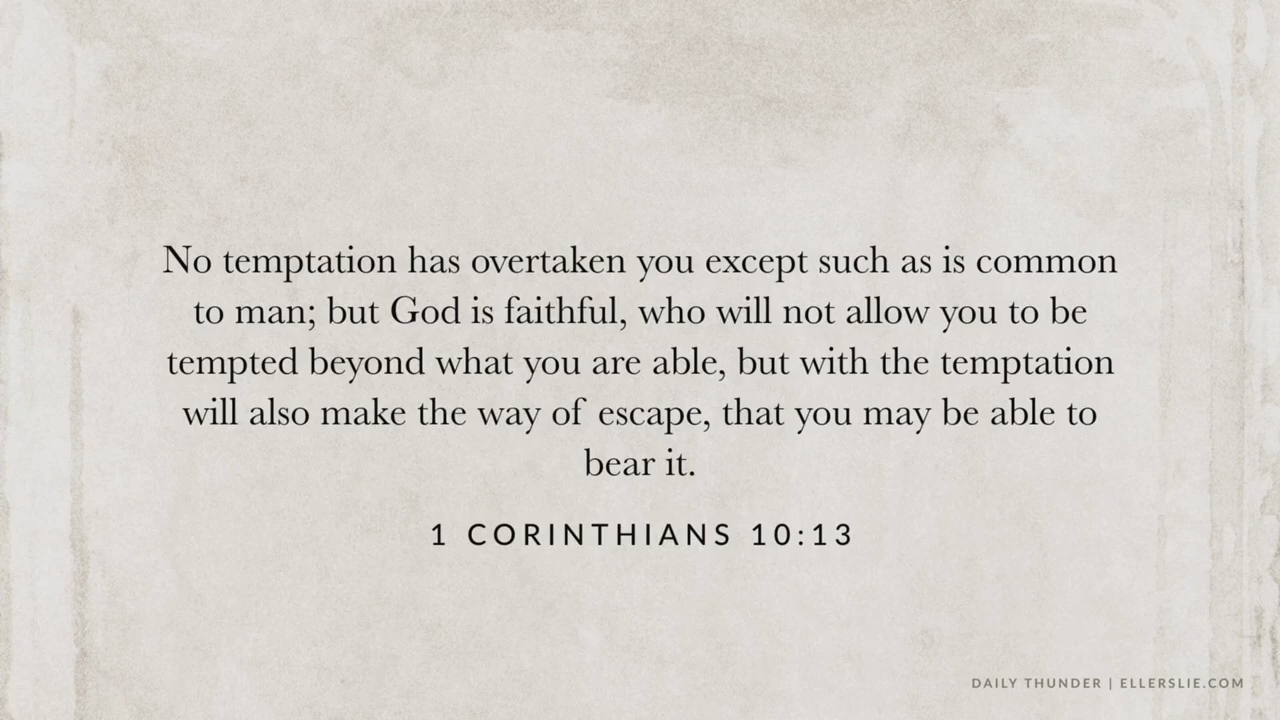 No temptation has overtaken you except such as is common
to man; but God is faithful, who will not allow you to be
tempted beyond what you are able, but with the temptation
will also make the way of escape, that you may be able to
bear it.
1 CORINTHIANS 10:13
DAILY THUNDER | ELLERSLIE.COM